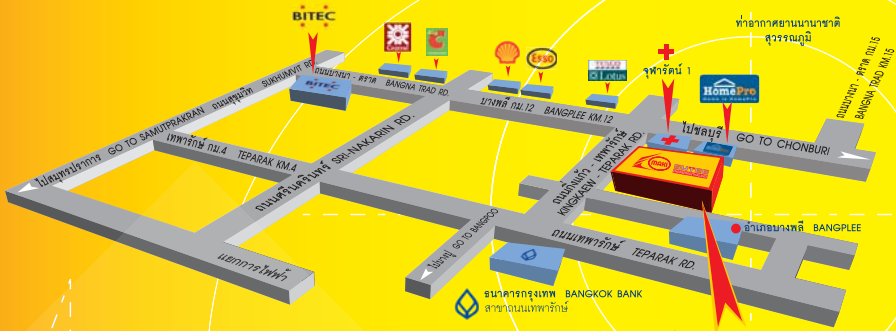 BITEC
Central
ท่าอากาศยานนานาชาติ
สุวรรณภูมิ
Esso
TESCO
Lotus
จุฬารัตน์ 1
HomePro
ถนนบางนา - ตราด กม.15
BANGNA TRAD KM.15
ถนนบางนา - ตราด BANGNA TRAD RD.
BITEC
บางพลี กม.12 BANGPLEE KM.12
ไปชลบุรี GO TO CHONBURI
ไปสมุทรปราการ GO TO SAMUTPRAKRAN ถนนสุขุมวิท SUKHUMVIT RD.
เทพารักษ์ กม.4 TEPARAK KM.4
ถนนศรีนครินทร์ SRI-NAKARIN RD.
ถนนกิ่งแก้ว - เทพารักษ์
KINGKAEW - TEPARAK RD.
MAKI
อำเภอบางพลี BANGPLEE
ถนนเทพารักษ์ TEPARAK RD.
ไปบางปู GO TO BANGPOO
แยกการไฟฟ้า
ธนาคารกรุงเทพ BANGKOK BANK
สาขาถนนเทพารักษ์